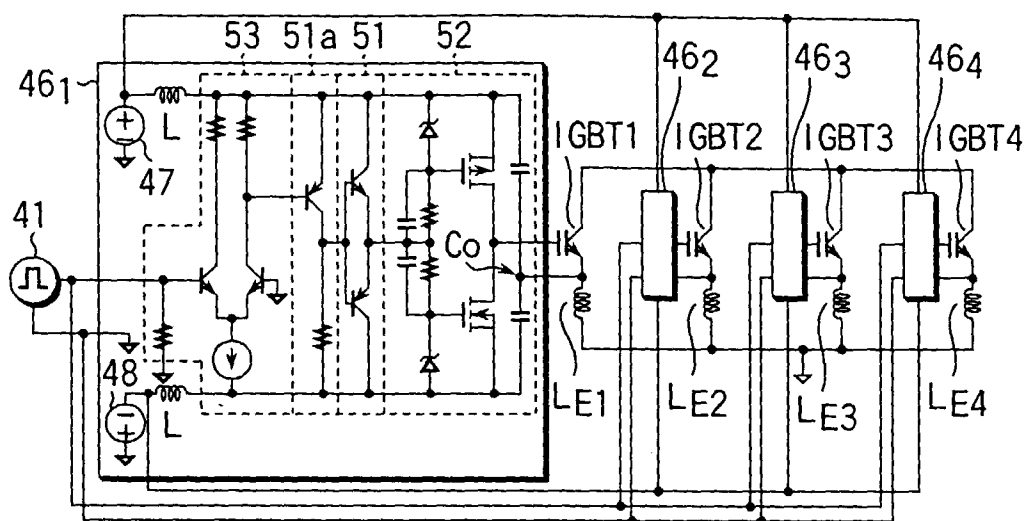 53 51a 51 52
46₁
46₂ 46₃ 46₄
+
−
L
47
IGBT1 IGBT2 IGBT3 IGBT4
41
Co
48
−
+
L
LE1 LE2 LE3 LE4